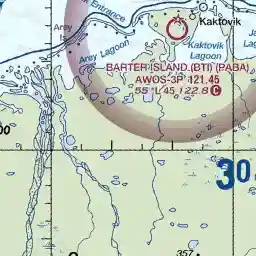 Entrance
Arey
Kaktovik
Arey Lagoon
Kaktovik
Lagoon
BARTER ISLAND (BTI) (PABA)
AWOS-3P 121.45
55 *L 45 122.8 C
00
30
357